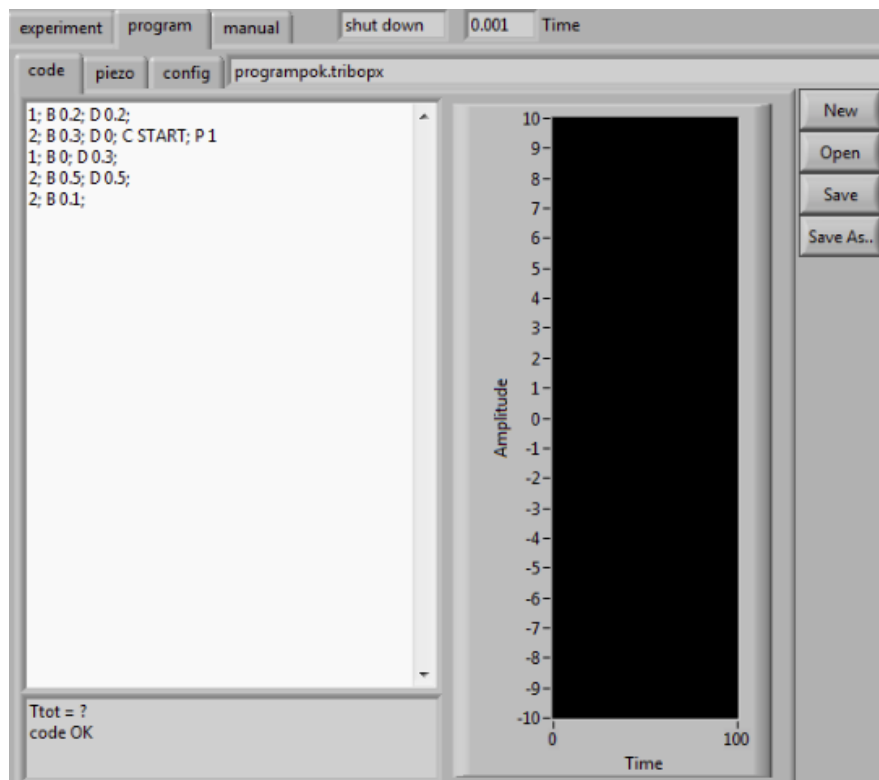 experiment program manual shut down 0.001 Time
code piezo config programpok.tribopx
1; B 0.2; D 0.2;
2; B 0.3; D 0; C START; P 1
1; B 0; D 0.3;
2; B 0.5; D 0.5;
2; B 0.1;
Ttot = ?
code OK
10
9
8
7
6
5
4
3
2
1
0
-1
-2
-3
-4
-5
-6
-7
-8
-9
-10
Amplitude
0 100
Time
New
Open
Save
Save As..